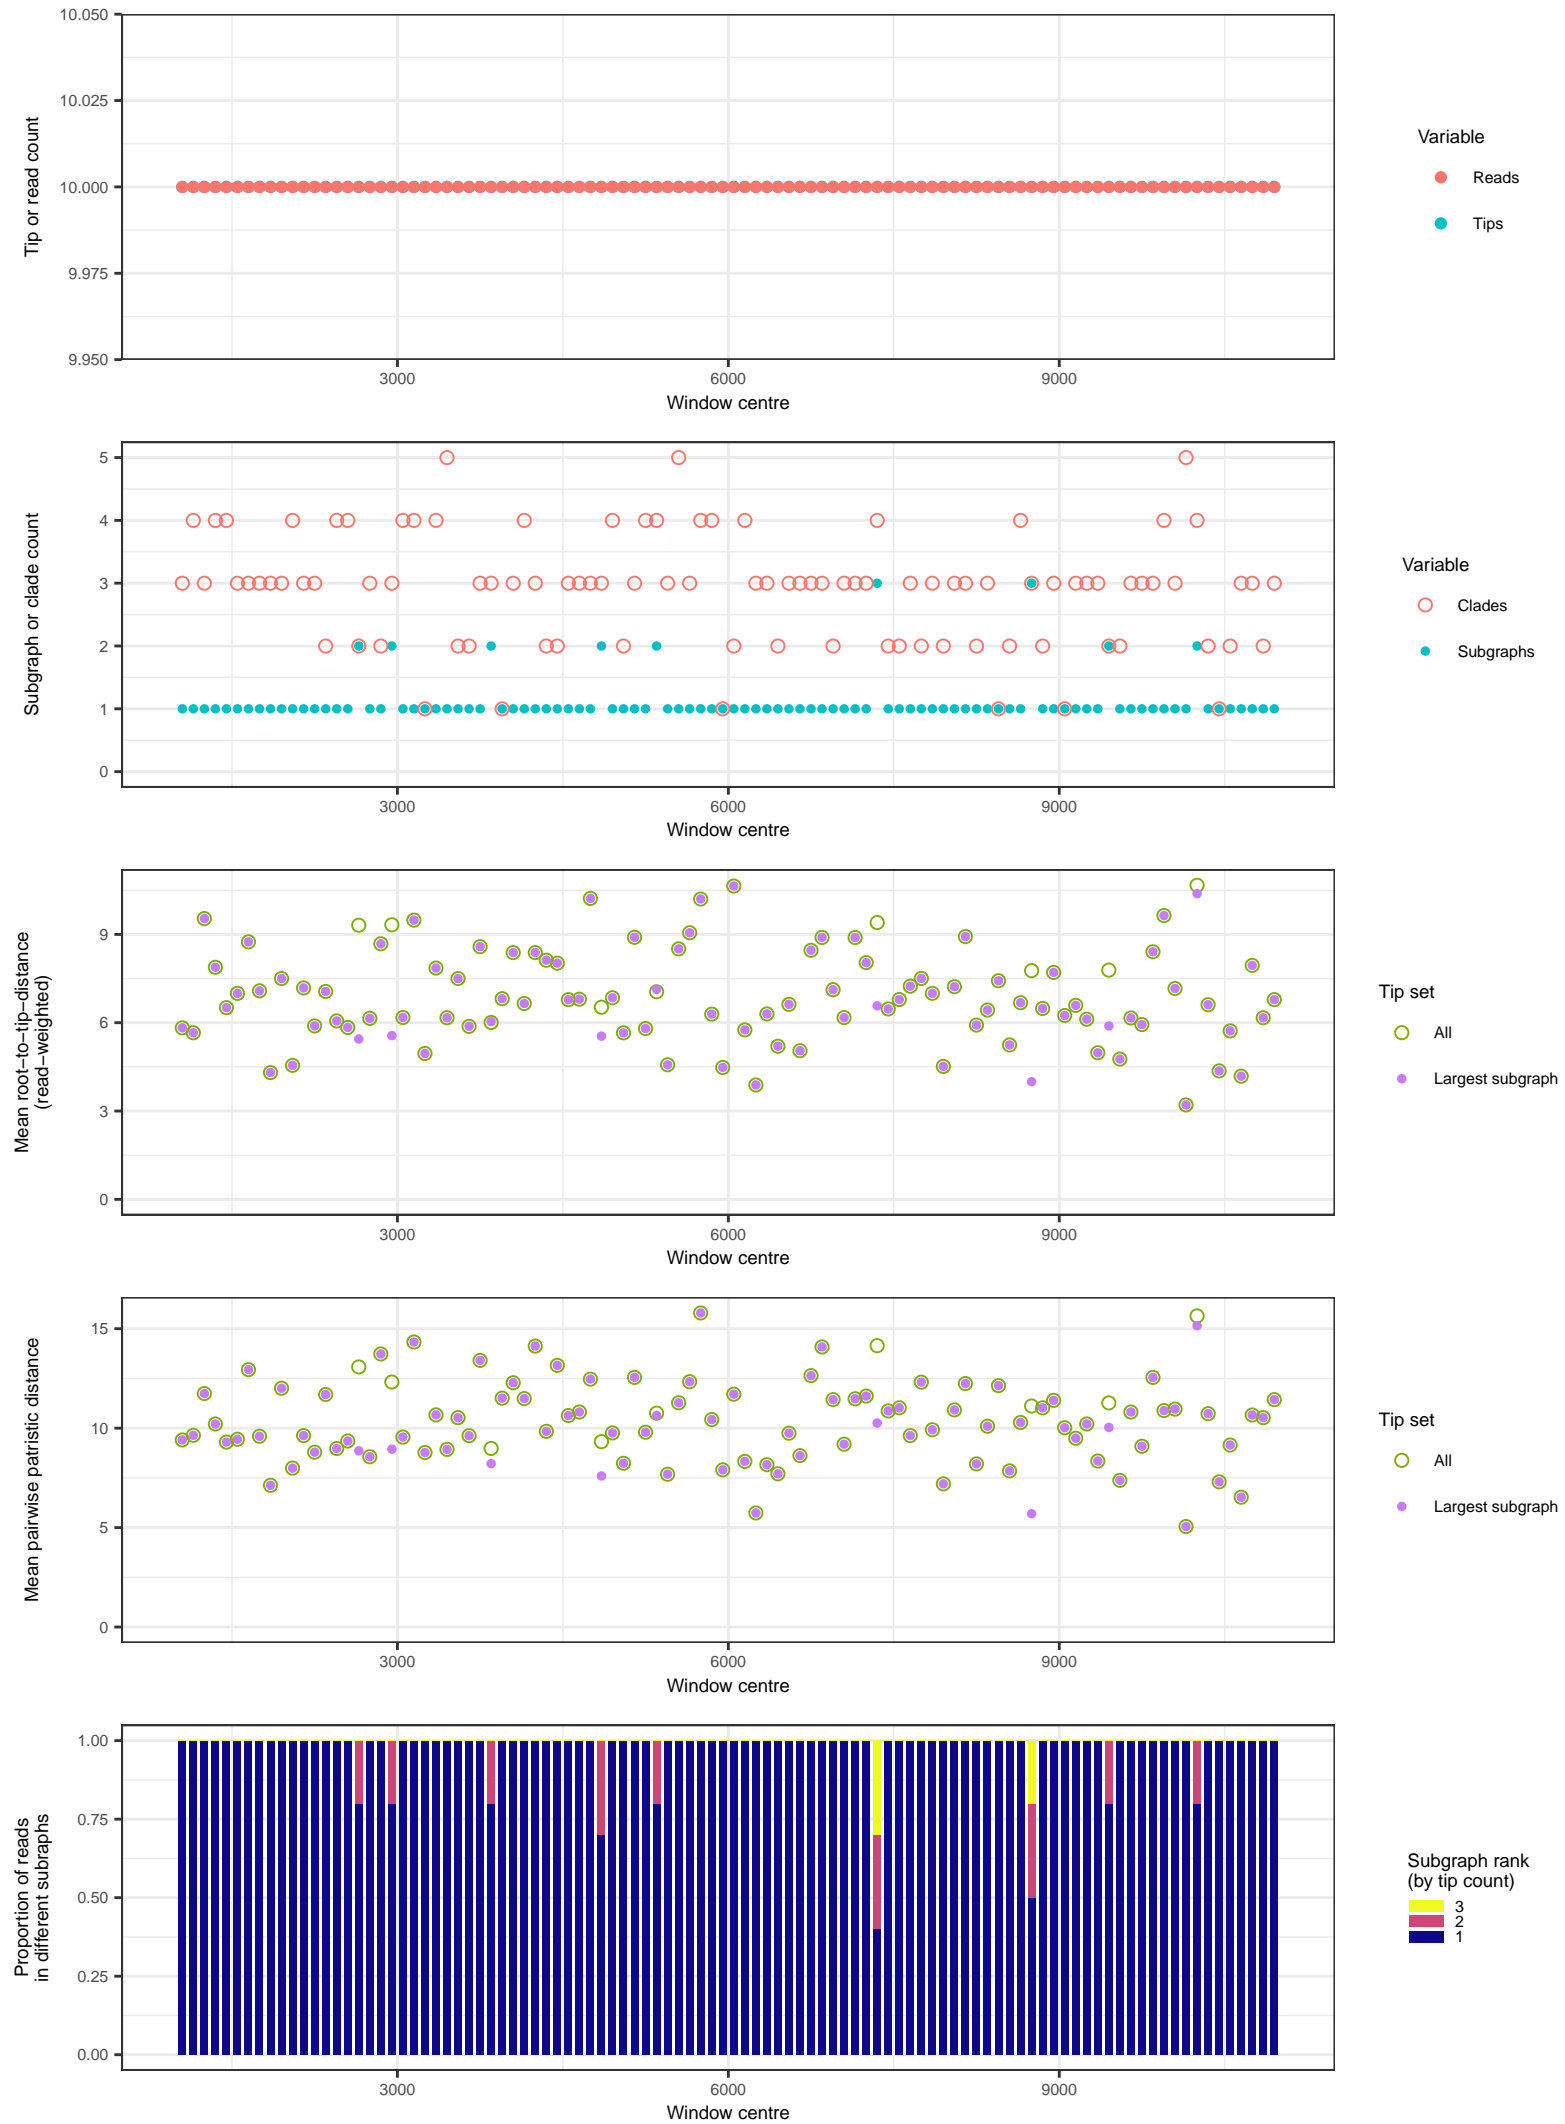 10.050
10.025
10.000
9.975
9.950
Tip or read count
3000 6000 9000
Window centre
Variable
Reads
Tips
5
4
3
2
1
0
Subgraph or clade count
3000 6000 9000
Window centre
Variable
Clades
Subgraphs
9
6
3
0
Mean root−to−tip−distance
(read−weighted)
3000 6000 9000
Window centre
Tip set
All
Largest subgraph
15
10
5
0
Mean pairwise patristic distance
3000 6000 9000
Window centre
Tip set
All
Largest subgraph
1.00
0.75
0.50
0.25
0.00
Proportion of reads
in different subraphs
3000 6000 9000
Window centre
Subgraph rank
(by tip count)
3
2
1